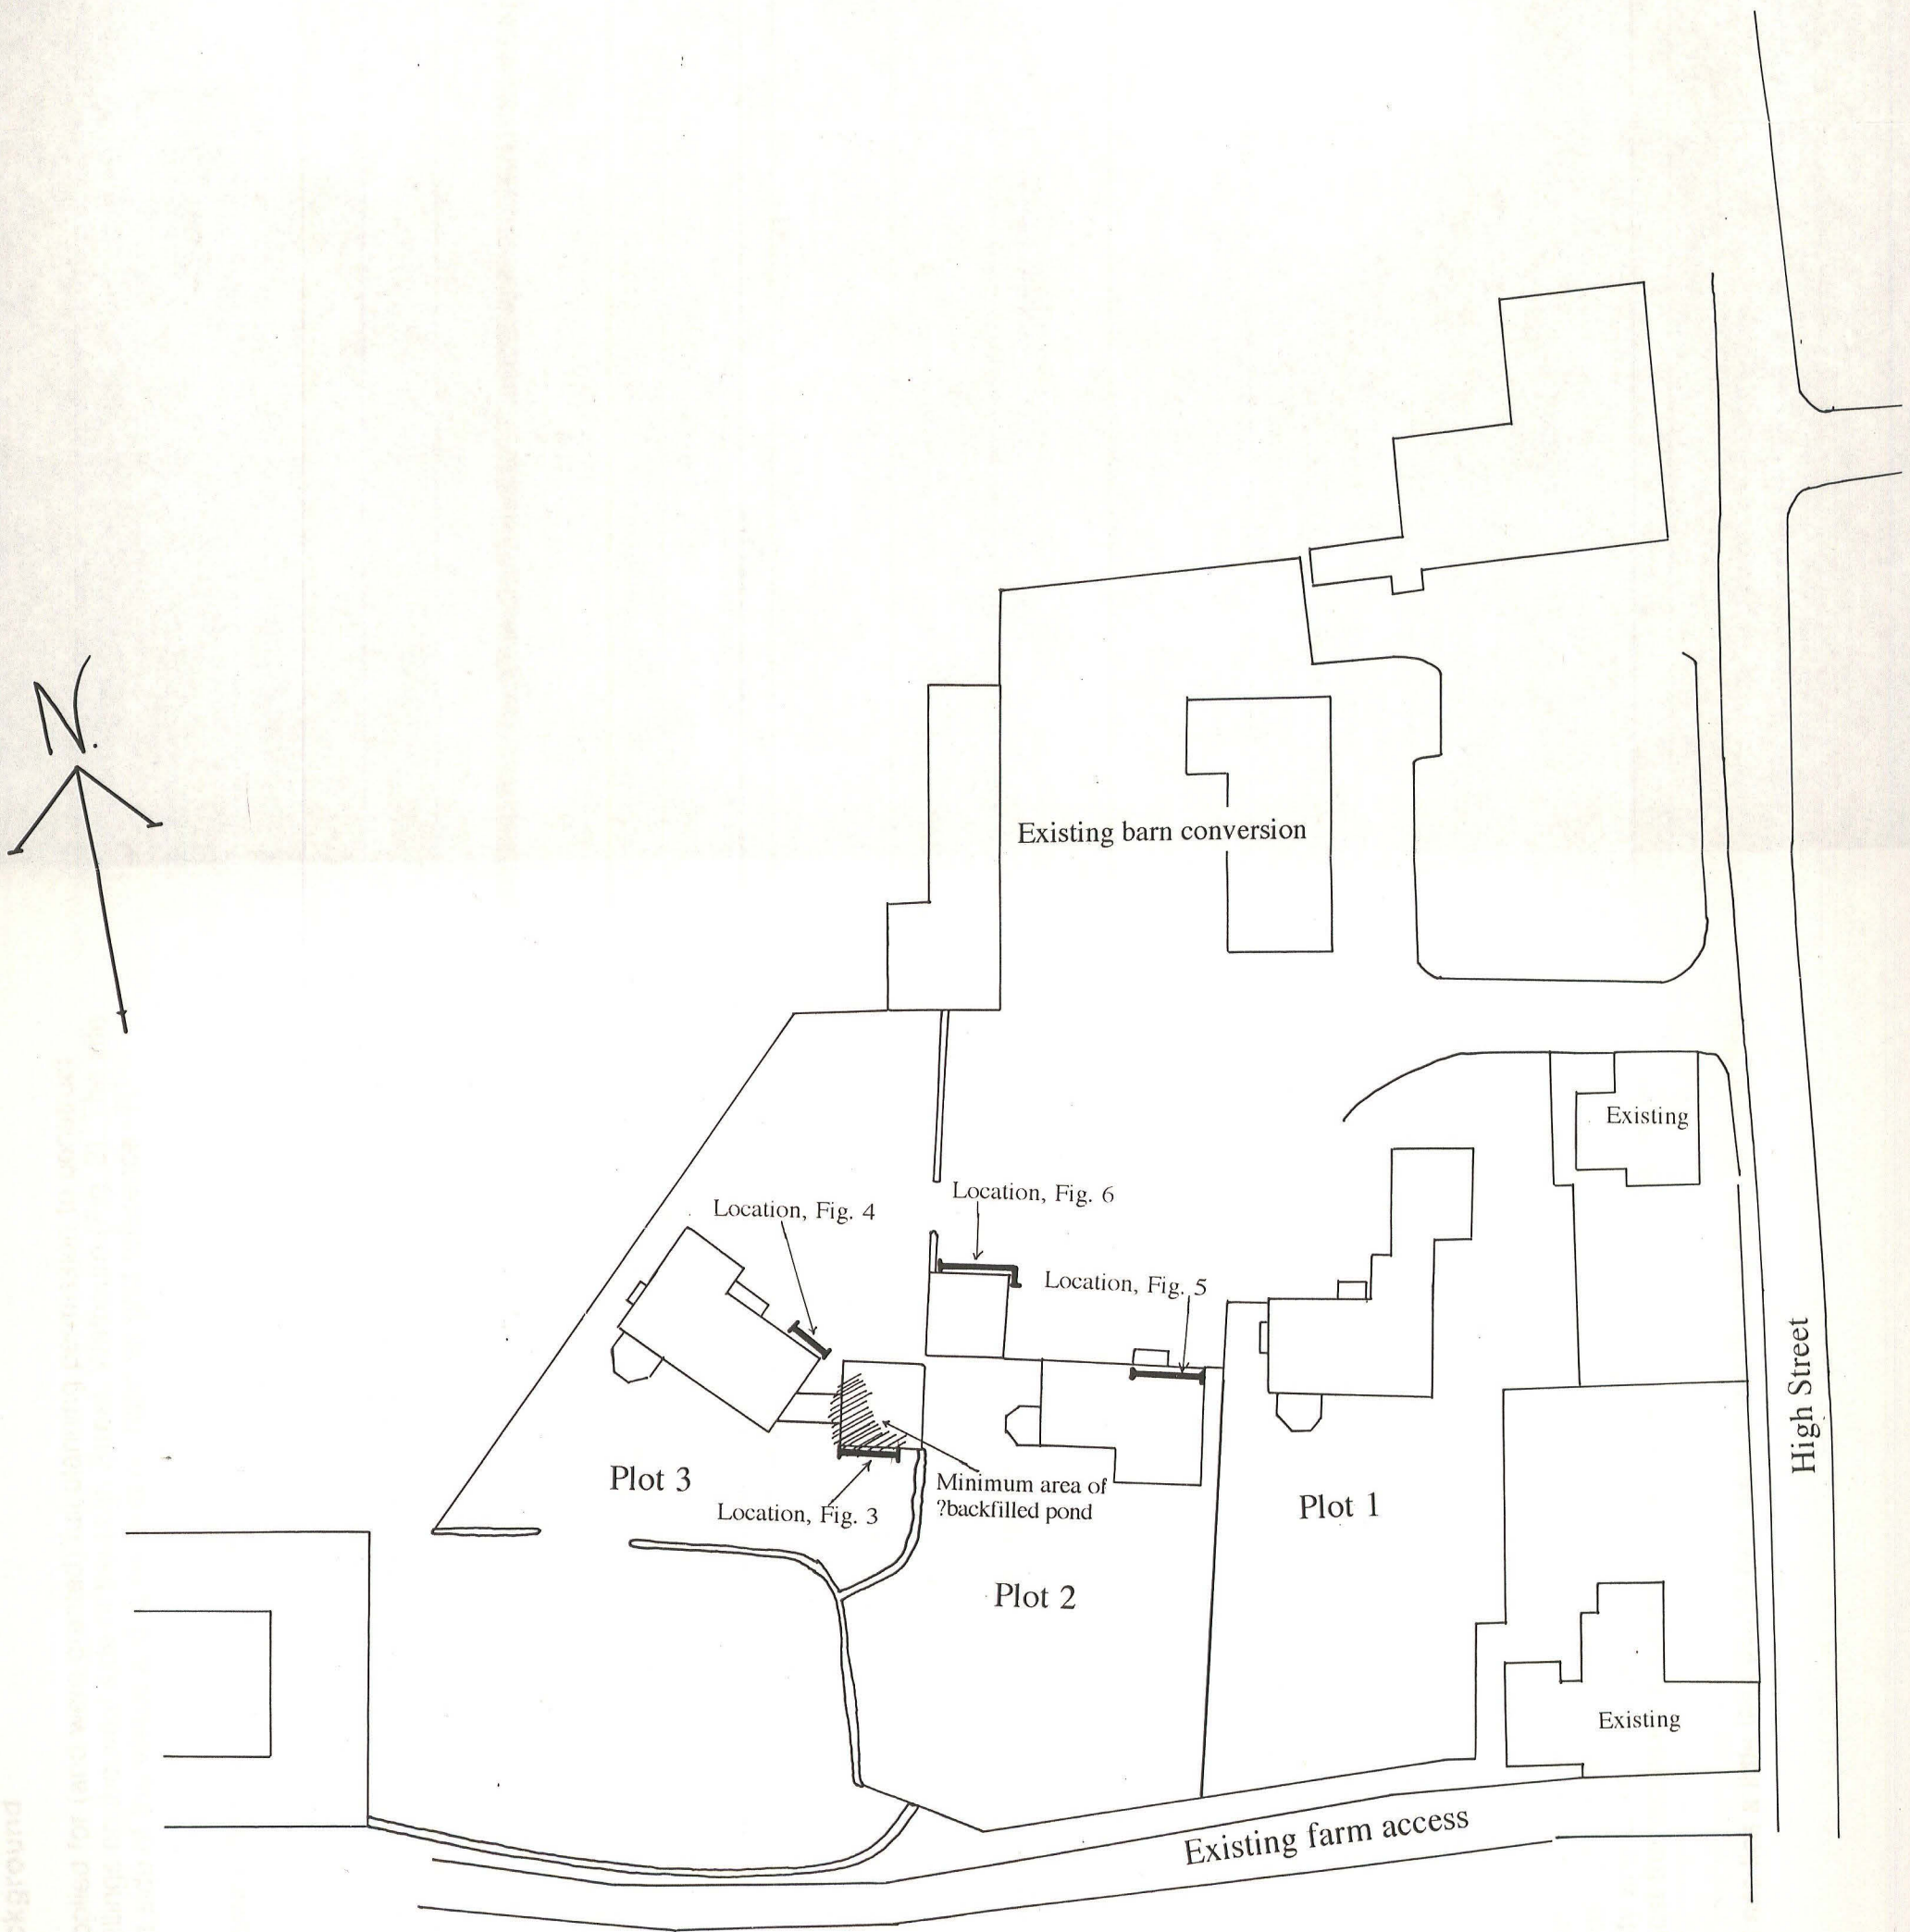 N.
Existing barn conversion
Existing
Location, Fig. 6
Location, Fig. 4
Location, Fig. 5
High Street
Plot 3
Minimum area of
?backfilled pond
Location, Fig. 3
Plot 1
Plot 2
Existing
Existing farm access